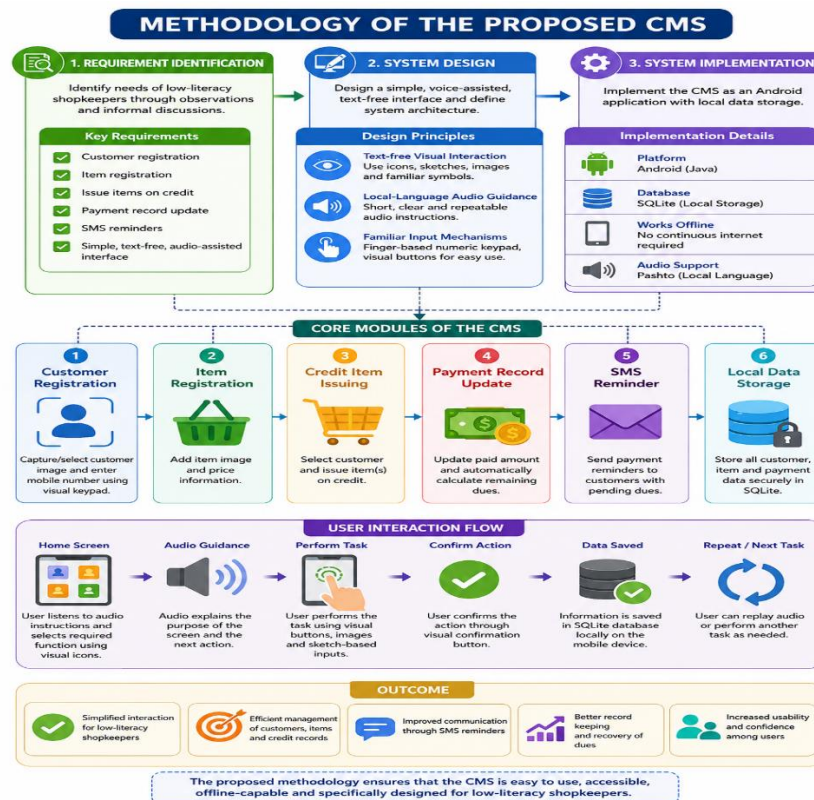 METHODOLOGY OF THE PROPOSED CMS
1. REQUIREMENT IDENTIFICATION
Identify needs of low-literacy
shopkeepers through observations
and informal discussions.
Key Requirements
Customer registration
Item registration
Issue items on credit
Payment record update
SMS reminders
Simple, text-free, audio-assisted
interface
2. SYSTEM DESIGN
Design a simple, voice-assisted,
text-free interface and define
system architecture.
Design Principles
Text-free Visual Interaction
Use icons, sketches, images
and familiar symbols.
Local-Language Audio Guidance
Short, clear and repeatable
audio instructions.
Familiar Input Mechanisms
Finger-based numeric keypad,
visual buttons for easy use.
3. SYSTEM IMPLEMENTATION
Implement the CMS as an Android
application with local data storage.
Implementation Details
Platform
Android (Java)
Database
SQLite (Local Storage)
Works Offline
No continuous internet
required
Audio Support
Pashto (Local Language)
CORE MODULES OF THE CMS
1
Customer
Registration
Capture/select customer
image and enter
mobile number using
visual keypad.
2
Item
Registration
Add item image
and price
information.
3
Credit Item
Issuing
Select customer
and issue item(s)
on credit.
4
Payment Record
Update
$
$
Update paid amount
and automatically
calculate remaining
dues.
5
SMS
Reminder
Send payment
reminders to
customers with
pending dues.
6
Local Data
Storage
Store all customer,
item and payment
data securely in
SQLite.
USER INTERACTION FLOW
Home Screen
User listens to audio
instructions and
selects required
function using
visual icons.
Audio Guidance
Audio explains the
purpose of the
screen and the
next action.
Perform Task
User performs the
task using visual
buttons, images
and sketch-based
inputs.
Confirm Action
User confirms the
action through
visual confirmation
button.
Data Saved
Information is saved
in SQLite database
locally on the
mobile device.
Repeat / Next Task
User can replay audio
or perform another
task as needed.
OUTCOME
Simplified interaction
for low-literacy
shopkeepers
Efficient management
of customers, items
and credit records
Improved communication
through SMS reminders
Better record
keeping
and recovery of
dues
Increased usability
and confidence
among users
The proposed methodology ensures that the CMS is easy to use, accessible,
offline-capable and specifically designed for low-literacy shopkeepers.